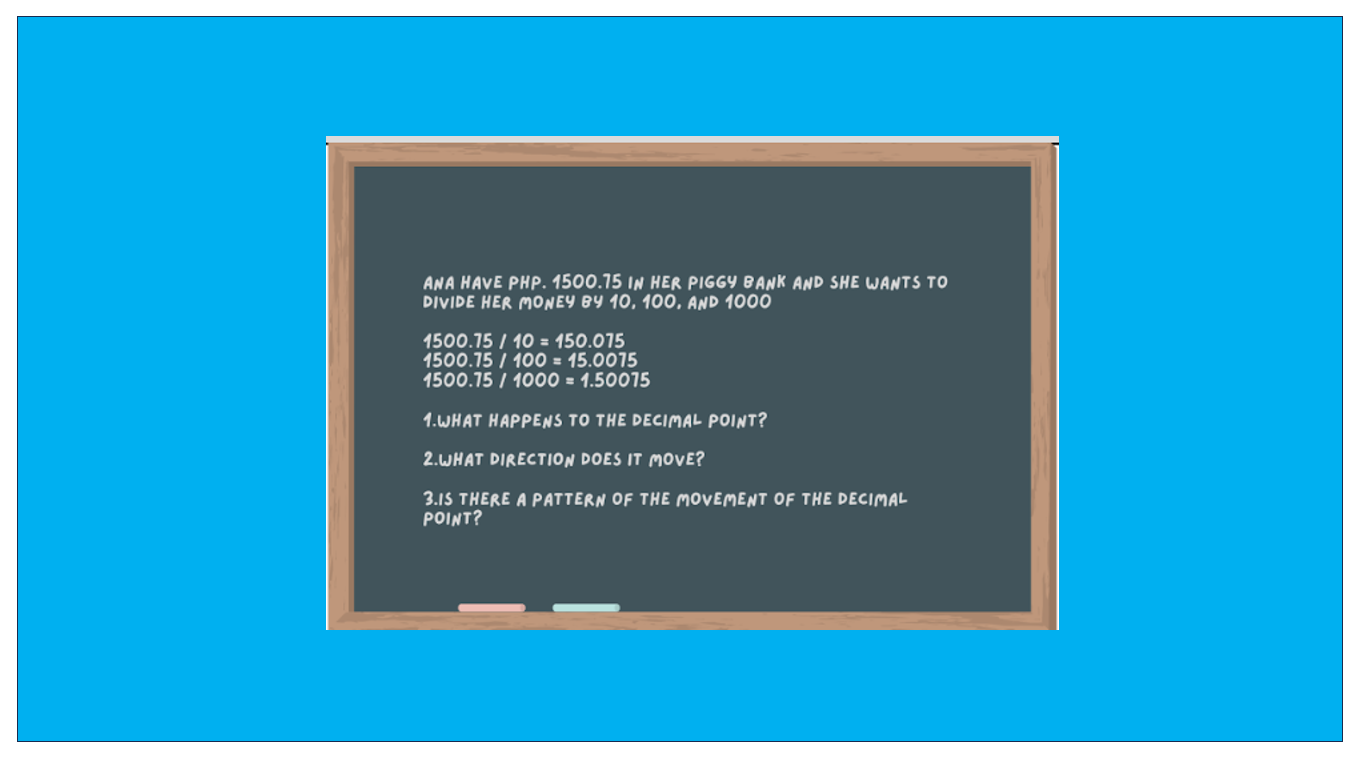 ANA HAVE PHP. 1500.75 IN HER PIGGY BANK AND SHE WANTS TO
DIVIDE HER MONEY BY 10, 100, AND 1000
1500.75 / 10 = 150.075
1500.75 / 100 = 15.0075
1500.75 / 1000 = 1.50075
1.WHAT HAPPENS TO THE DECIMAL POINT?
2.WHAT DIRECTION DOES IT MOVE?
3.IS THERE A PATTERN OF THE MOVEMENT OF THE DECIMAL
POINT?